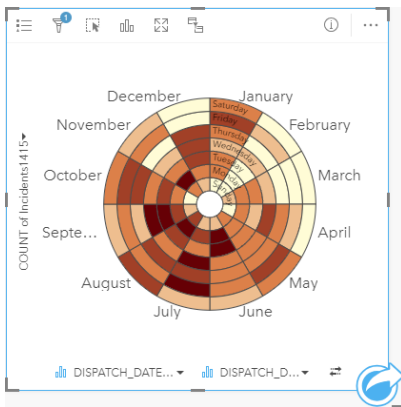 1
December
January
November
February
October
March
Septe...
April
August
May
July
June
Saturday
Friday
Thursday
Wednesday
Tuesday
Monday
Sunday
COUNT of Incidents1415
DISPATCH_DATE...
DISPATCH_D...